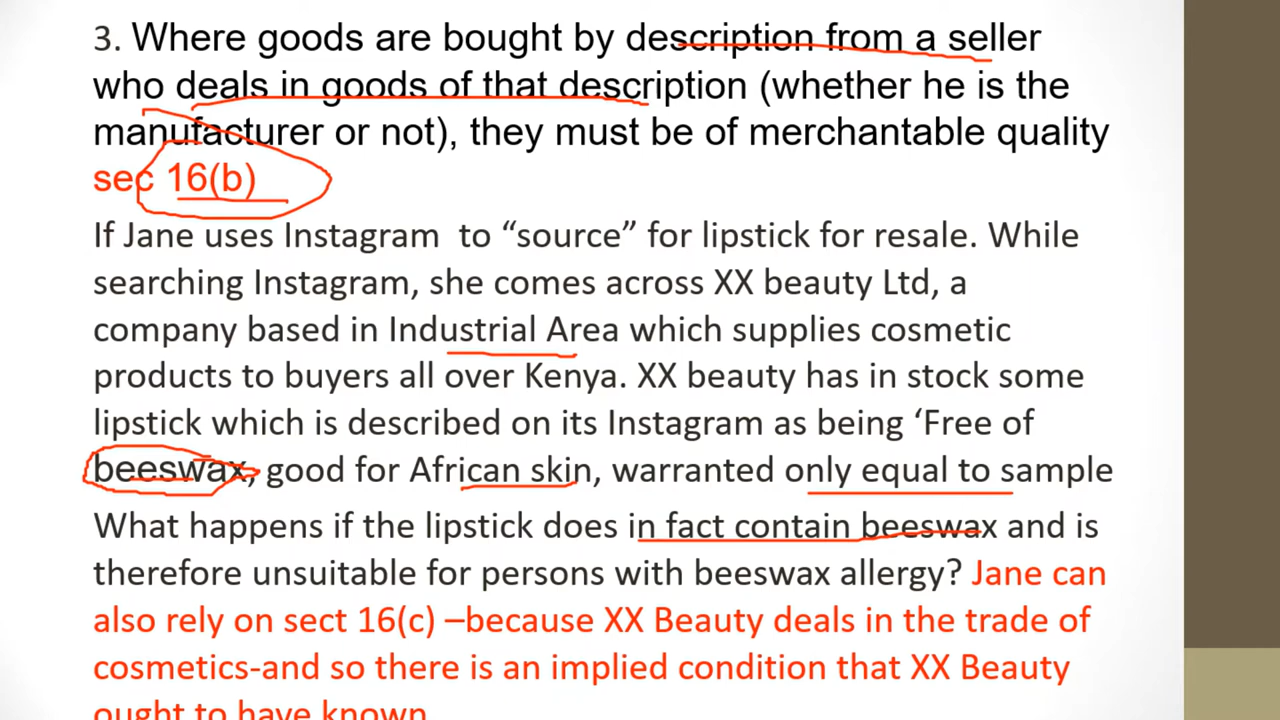 3. Where goods are bought by description from a seller
who deals in goods of that description (whether he is the
manufacturer or not), they must be of merchantable quality
sec 16(b)
If Jane uses Instagram to “source” for lipstick for resale. While
searching Instagram, she comes across XX beauty Ltd, a
company based in Industrial Area which supplies cosmetic
products to buyers all over Kenya. XX beauty has in stock some
lipstick which is described on its Instagram as being ‘Free of
beeswax, good for African skin, warranted only equal to sample
What happens if the lipstick does in fact contain beeswax and is
therefore unsuitable for persons with beeswax allergy? Jane can
also rely on sect 16(c) –because XX Beauty deals in the trade of
cosmetics-and so there is an implied condition that XX Beauty
ought to have known